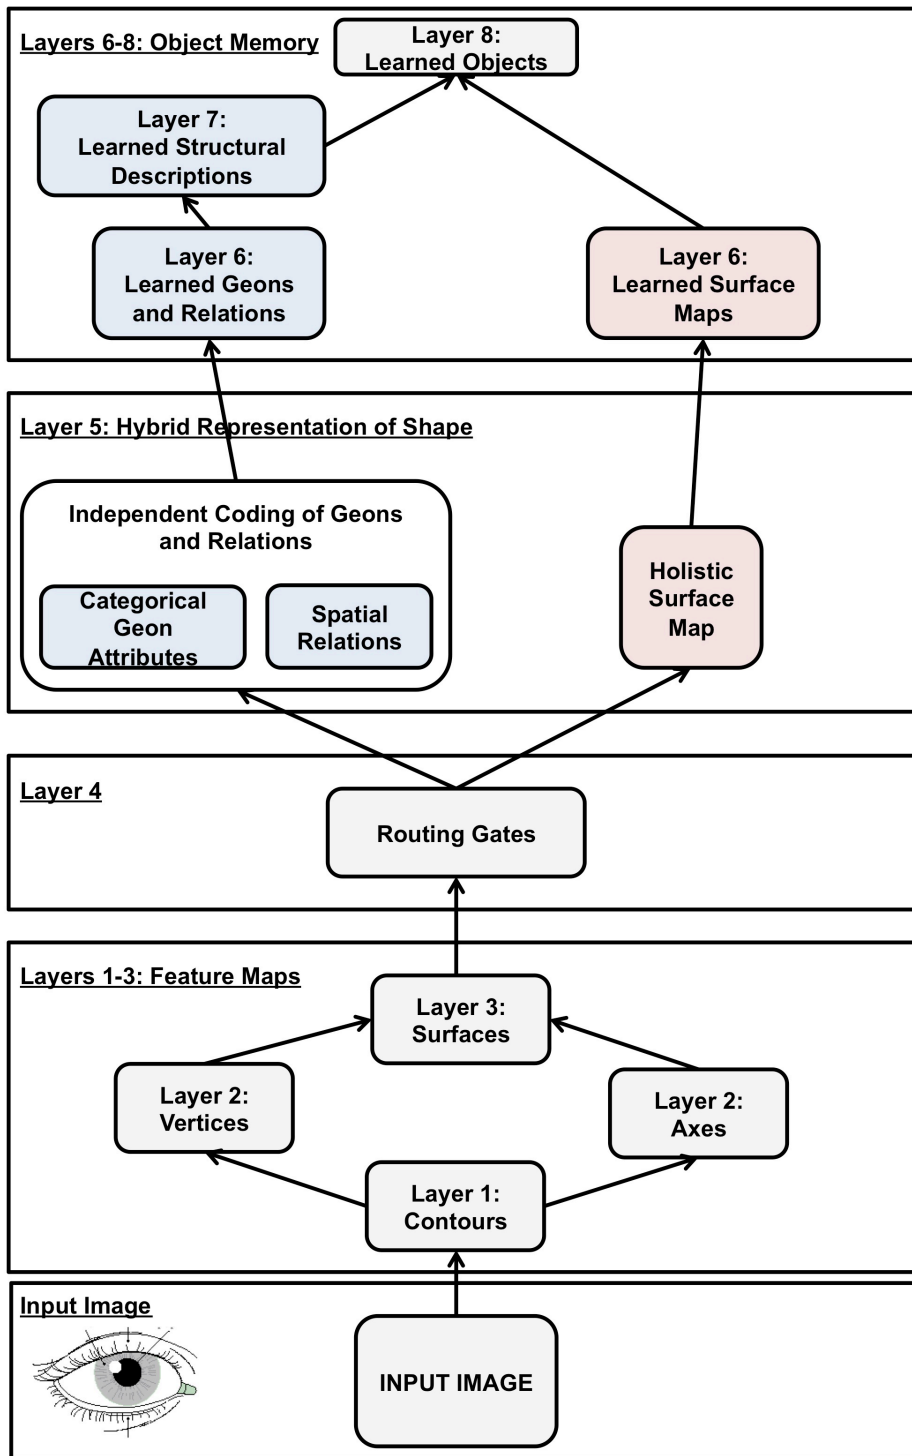 Layers 6-8: Object Memory
Layer 8:
Learned Objects
Layer 7:
Learned Structural
Descriptions
Layer 6:
Learned Geons
and Relations
Layer 6:
Learned Surface
Maps
Layer 5: Hybrid Representation of Shape
Independent Coding of Geons
and Relations
Categorical
Geon
Attributes
Spatial
Relations
Holistic
Surface
Map
Layer 4
Routing Gates
Layers 1-3: Feature Maps
Layer 3:
Surfaces
Layer 2:
Vertices
Layer 2:
Axes
Layer 1:
Contours
Input Image
INPUT IMAGE